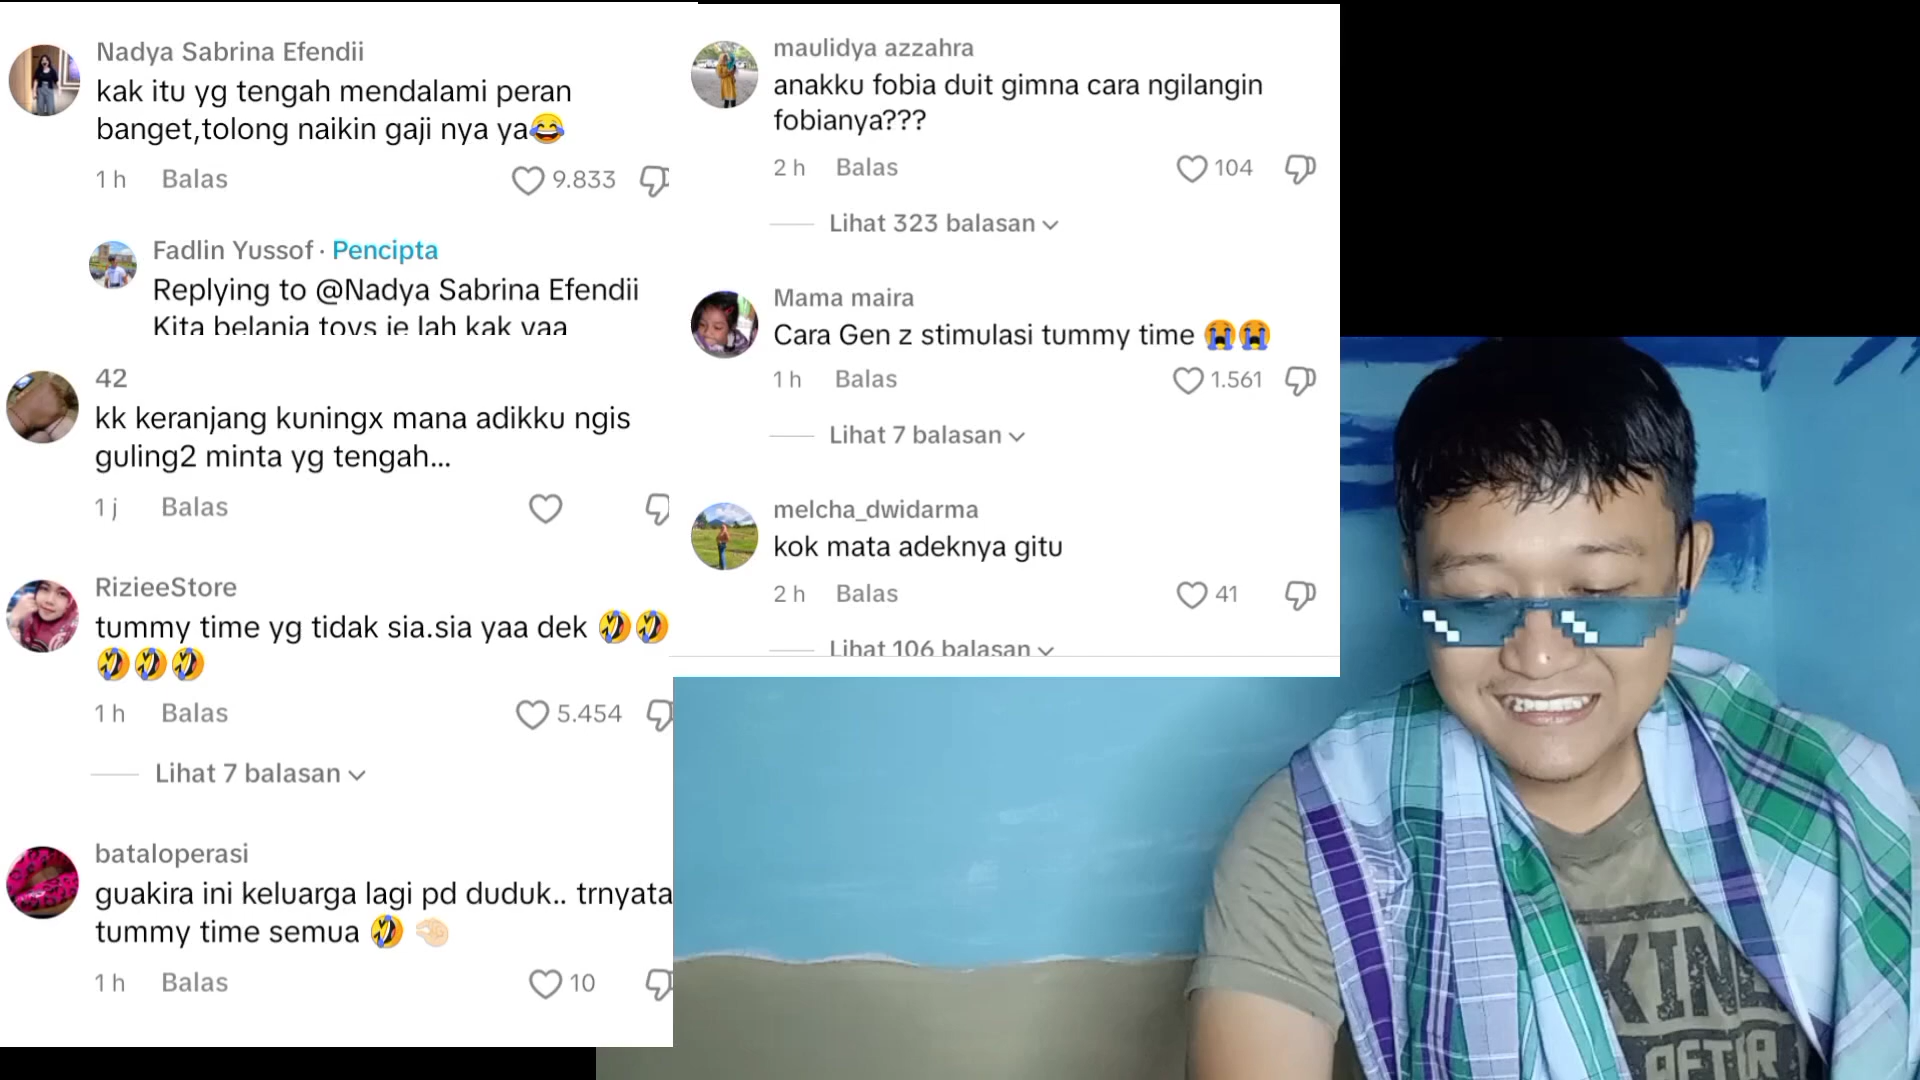 Nadya Sabrina Efendii
kak itu yg tengah mendalami peran
banget,tolong naikin gaji nya ya😂
1 h Balas 9.833
Fadlin Yussof · Pencipta
Replying to @Nadya Sabrina Efendii
Kita belanja toys je lah kak yaa
42
kk keranjang kuningx mana adikku ngis
guling2 minta yg tengah...
1 j Balas
RizieeStore
tummy time yg tidak sia.sia yaa dek 🤣🤣
🤣🤣🤣
1 h Balas 5.454
Lihat 7 balasan
bataloperasi
guakira ini keluarga lagi pd duduk.. trnyata
tummy time semua 🤣 🤏🏻
1 h Balas 10
maulidya azzahra
anakku fobia duit gimna cara ngilangin
fobianya???
2 h Balas 104
Lihat 323 balasan
Mama maira
Cara Gen z stimulasi tummy time 😭😭
1 h Balas 1.561
Lihat 7 balasan
melcha_dwidarma
kok mata adeknya gitu
2 h Balas 41
Lihat 106 balasan
KING
AFTER